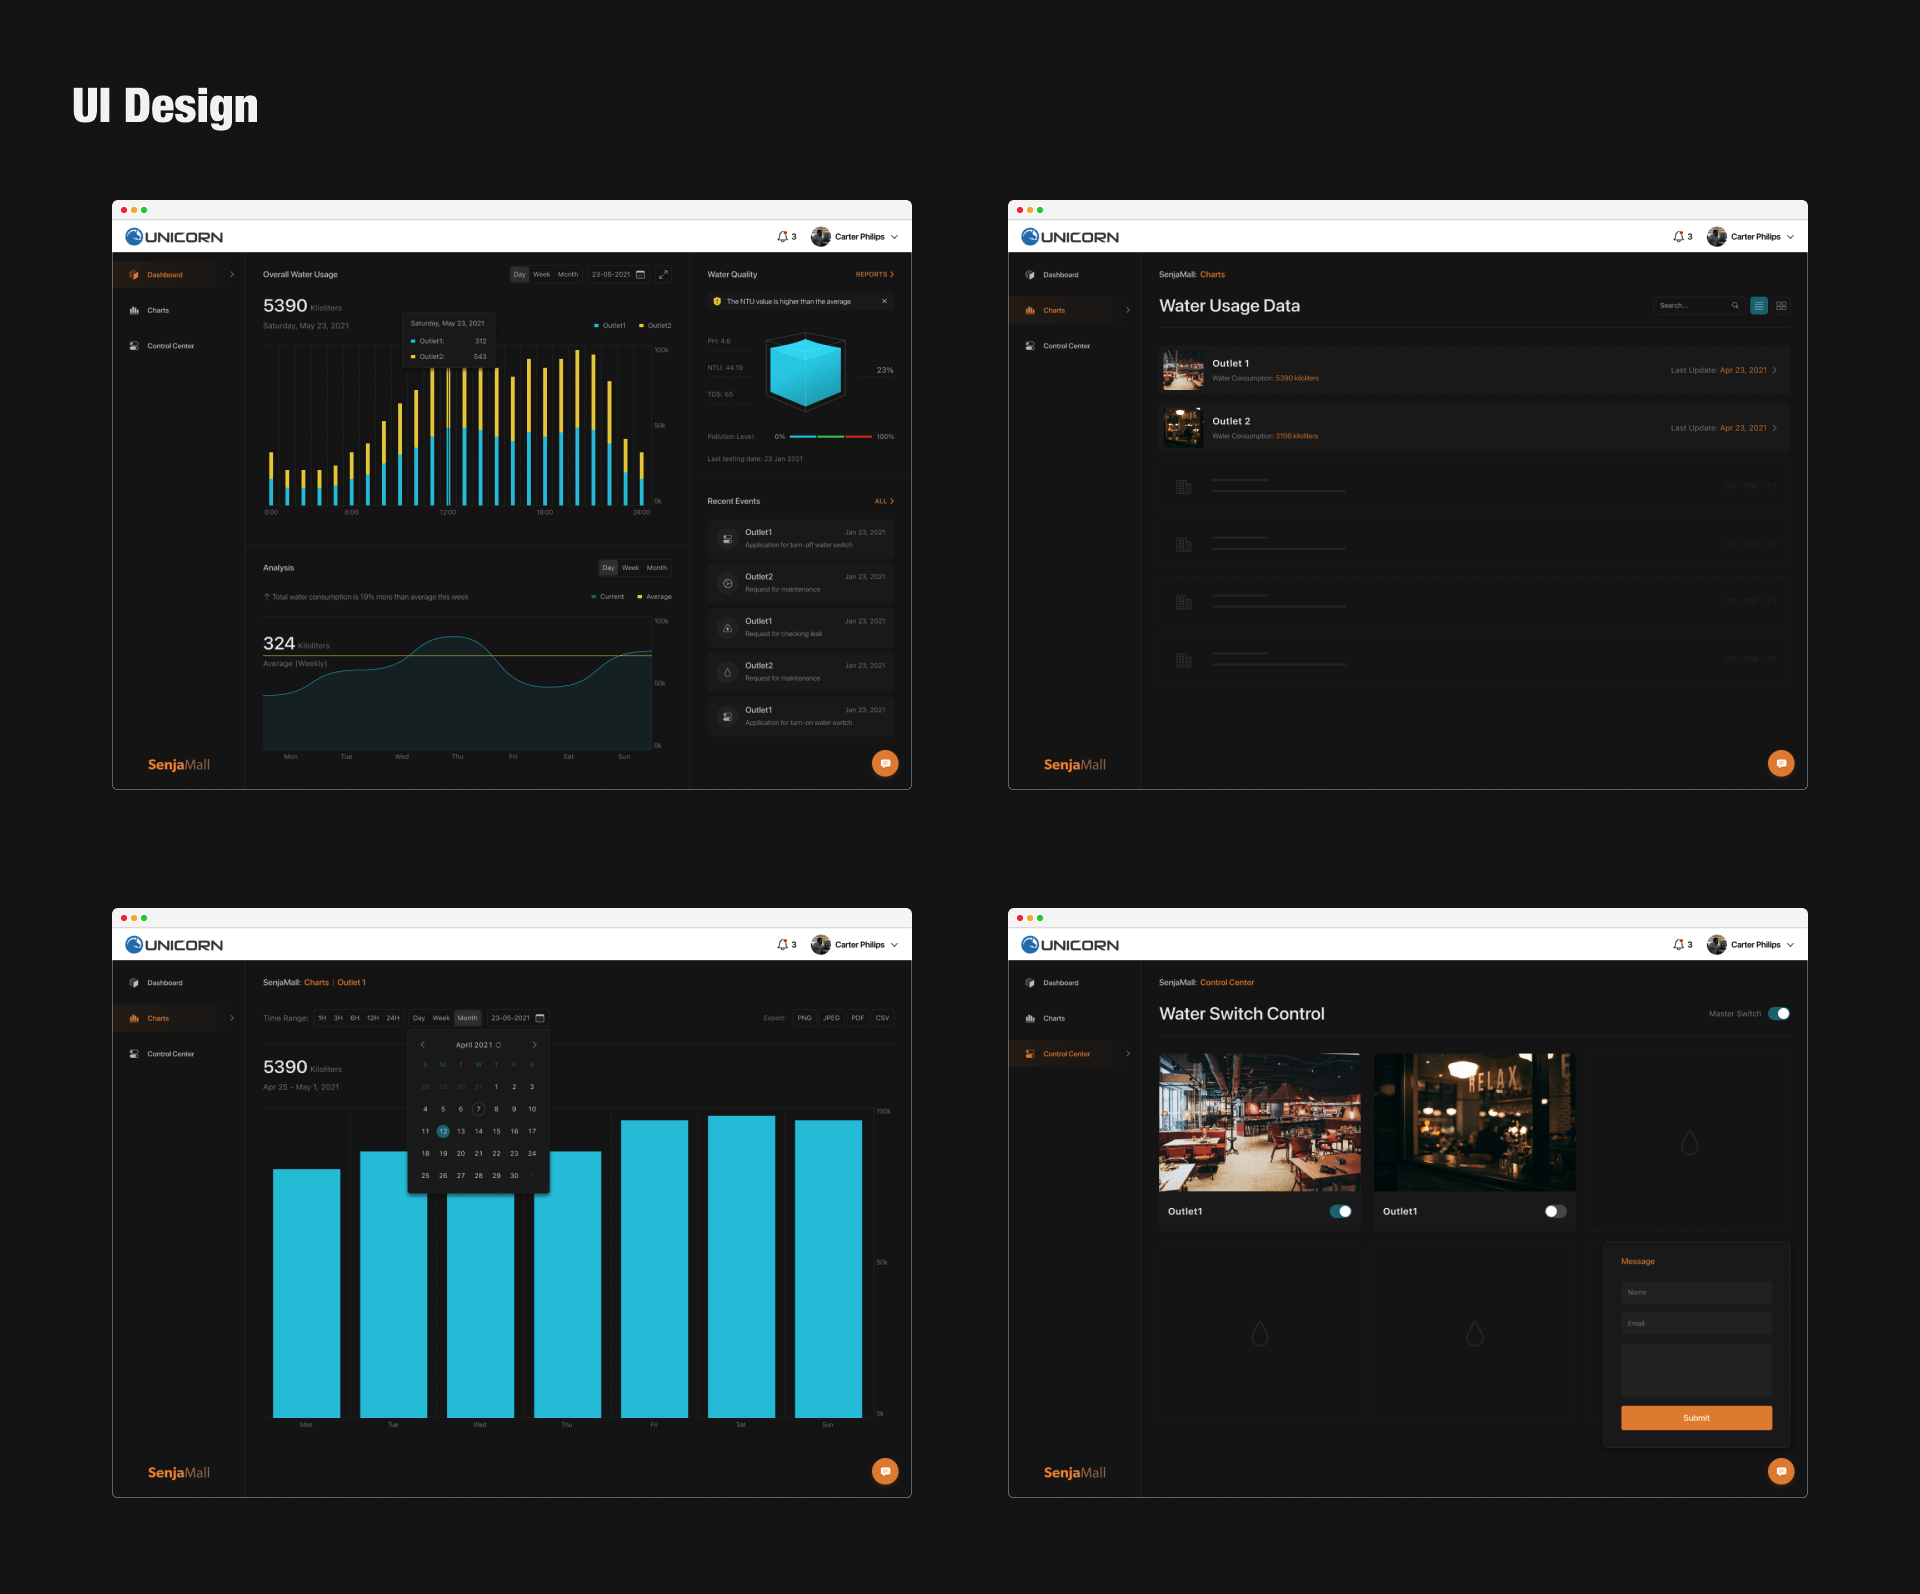 UI Design
UNICORN
3
Carter Philips
Dashboard
Charts
Control Center
SenjaMall
Overall Water Usage
Day Week Month
23-05-2021
5390 Kiloliters
Saturday, May 23, 2021
Outlet1 Outlet2
Saturday, May 23, 2021
Outlet1: 312
Outlet2: 543
100k
50k
0k
0:00 6:00 12:00 18:00 24:00
Analysis
Day Week Month
Total water consumption is 19% more than average this week
Current Average
324 Kiloliters
Average (Weekly)
100k
50k
0k
Mon Tue Wed Thu Fri Sat Sun
Water Quality
REPORTS
The NTU value is higher than the average
PH: 4.6
NTU: 44.19
TDS: 65
23%
Pollution Level: 0% 100%
Last testing date: 23 Jan 2021
Recent Events
ALL
Outlet1 Jan 23, 2021
Application for turn-off water switch
Outlet2 Jan 23, 2021
Request for maintenance
Outlet1 Jan 23, 2021
Request for checking leak
Outlet2 Jan 23, 2021
Request for maintenance
Outlet1 Jan 23, 2021
Application for turn-on water switch
UNICORN
3
Carter Philips
Dashboard
Charts
Control Center
SenjaMall
SenjaMall: Charts
Water Usage Data
Search...
Outlet 1
Water Consumption: 5390 kiloliters
Last Update: Apr 23, 2021
Outlet 2
Water Consumption: 3156 kiloliters
Last Update: Apr 23, 2021
DD - MM - YY
DD - MM - YY
DD - MM - YY
DD - MM - YY
UNICORN
3
Carter Philips
Dashboard
Charts
Control Center
SenjaMall
SenjaMall: Charts | Outlet 1
Time Range: 1H 3H 6H 12H 24H
Day Week Month
23-05-2021
Export: PNG JPEG PDF CSV
5390 Kiloliters
Apr 25 - May 1, 2021
April 2021
S M T W T F S
28 29 30 31 1 2 3
4 5 6 7 8 9 10
11 12 13 14 15 16 17
18 19 20 21 22 23 24
25 26 27 28 29 30 1
100k
50k
0k
Mon Tue Wed Thu Fri Sat Sun
UNICORN
3
Carter Philips
Dashboard
Charts
Control Center
SenjaMall
SenjaMall: Control Center
Water Switch Control
Master Switch
RELAX
Outlet1
Outlet1
Message
Name
Email
Submit